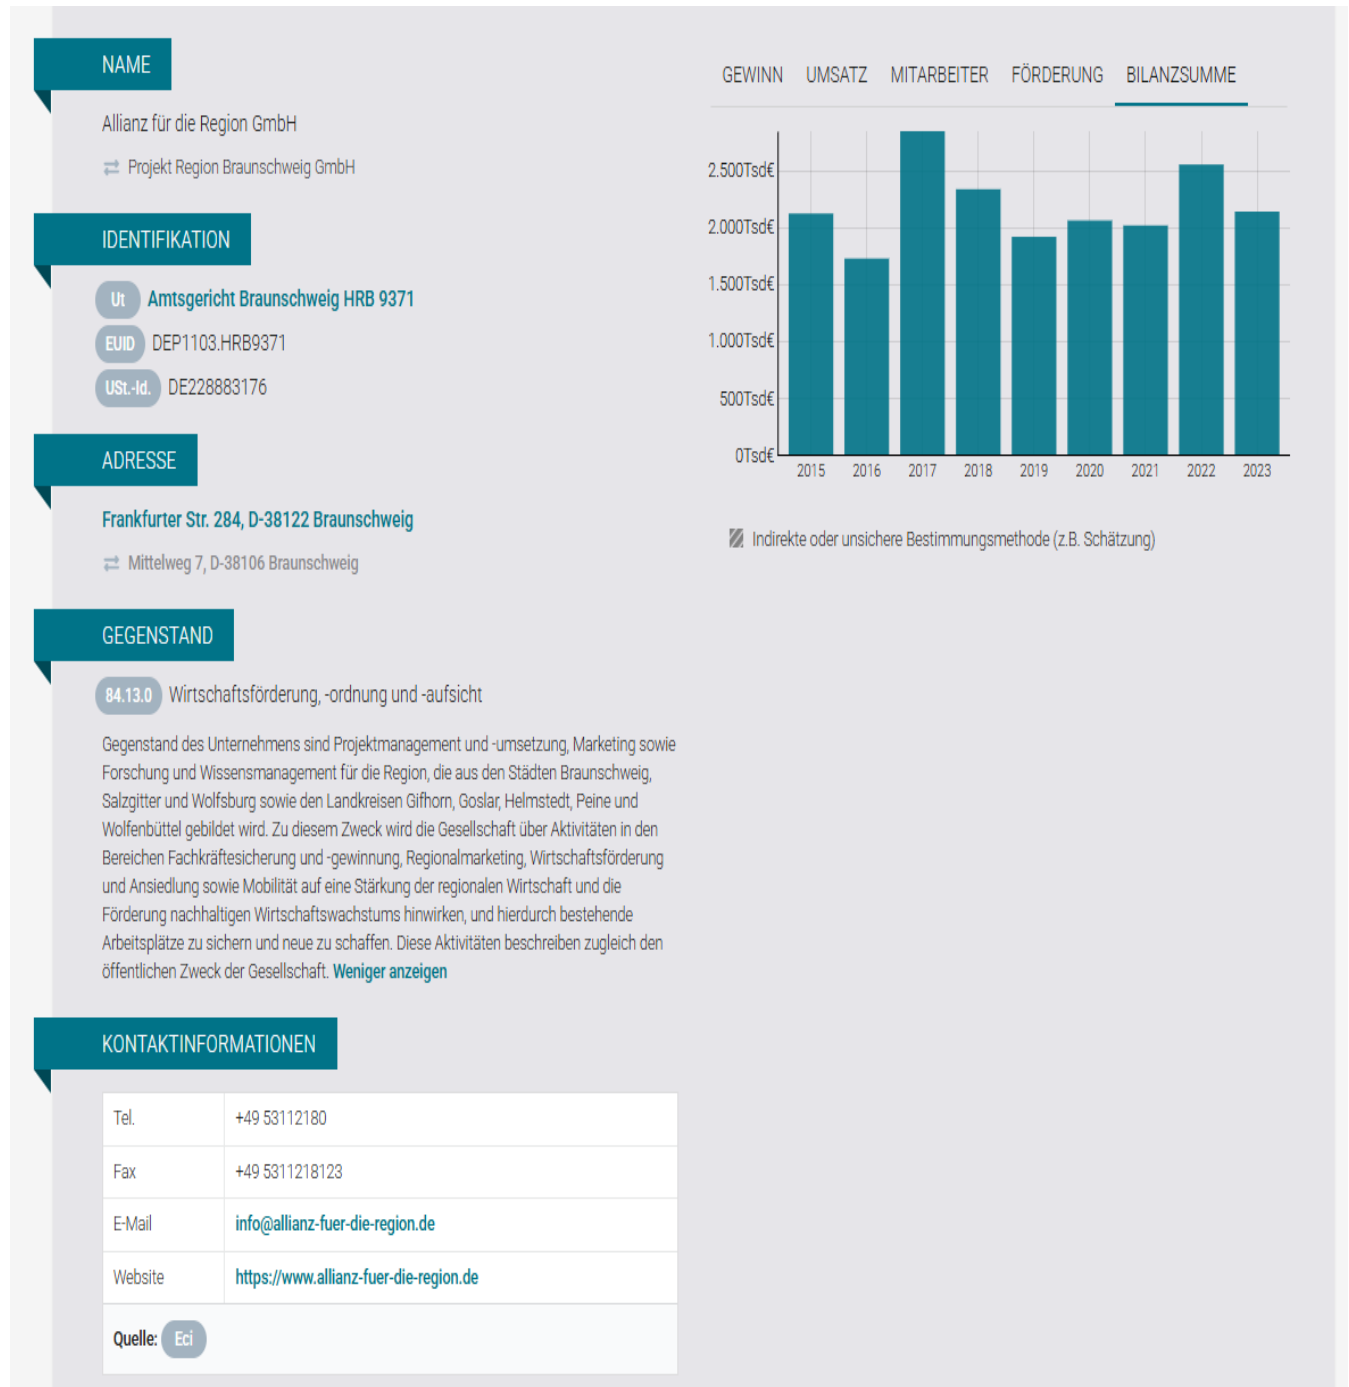 NAME
Allianz für die Region GmbH
Projekt Region Braunschweig GmbH
IDENTIFIKATION
Ut Amtsgericht Braunschweig HRB 9371
EUID DEP1103.HRB9371
USt.-Id. DE228883176
ADRESSE
Frankfurter Str. 284, D-38122 Braunschweig
Mittelweg 7, D-38106 Braunschweig
GEGENSTAND
84.13.0 Wirtschaftsförderung, -ordnung und -aufsicht
Gegenstand des Unternehmens sind Projektmanagement und -umsetzung, Marketing sowie
Forschung und Wissensmanagement für die Region, die aus den Städten Braunschweig,
Salzgitter und Wolfsburg sowie den Landkreisen Gifhorn, Goslar, Helmstedt, Peine und
Wolfenbüttel gebildet wird. Zu diesem Zweck wird die Gesellschaft über Aktivitäten in den
Bereichen Fachkräftesicherung und -gewinnung, Regionalmarketing, Wirtschaftsförderung
und Ansiedlung sowie Mobilität auf eine Stärkung der regionalen Wirtschaft und die
Förderung nachhaltigen Wirtschaftswachstums hinwirken, und hierdurch bestehende
Arbeitsplätze zu sichern und neue zu schaffen. Diese Aktivitäten beschreiben zugleich den
öffentlichen Zweck der Gesellschaft. Weniger anzeigen
KONTAKTINFORMATIONEN
Tel. +49 53112180
Fax +49 5311218123
E-Mail info@allianz-fuer-die-region.de
Website https://www.allianz-fuer-die-region.de
Quelle: Eci
GEWINN UMSATZ MITARBEITER FÖRDERUNG BILANZSUMME
2.500Tsd€
2.000Tsd€
1.500Tsd€
1.000Tsd€
500Tsd€
0Tsd€
2015 2016 2017 2018 2019 2020 2021 2022 2023
Indirekte oder unsichere Bestimmungsmethode (z.B. Schätzung)